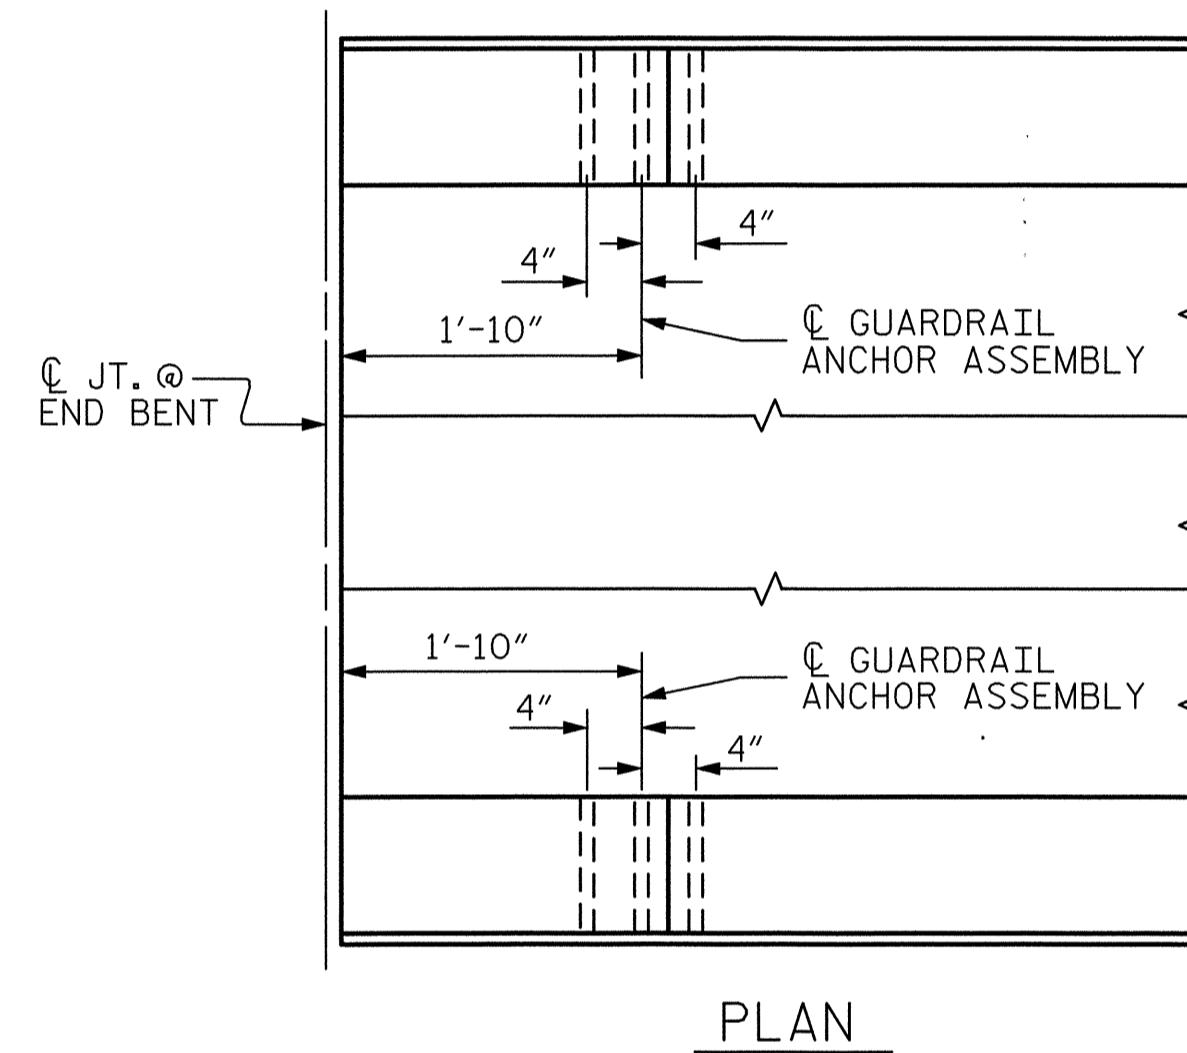 4"
4"
1'-10"
℄ GUARDRAIL
ANCHOR ASSEMBLY
℄ JT. @
END BENT
1'-10"
℄ GUARDRAIL
ANCHOR ASSEMBLY
4"
4"
PLAN